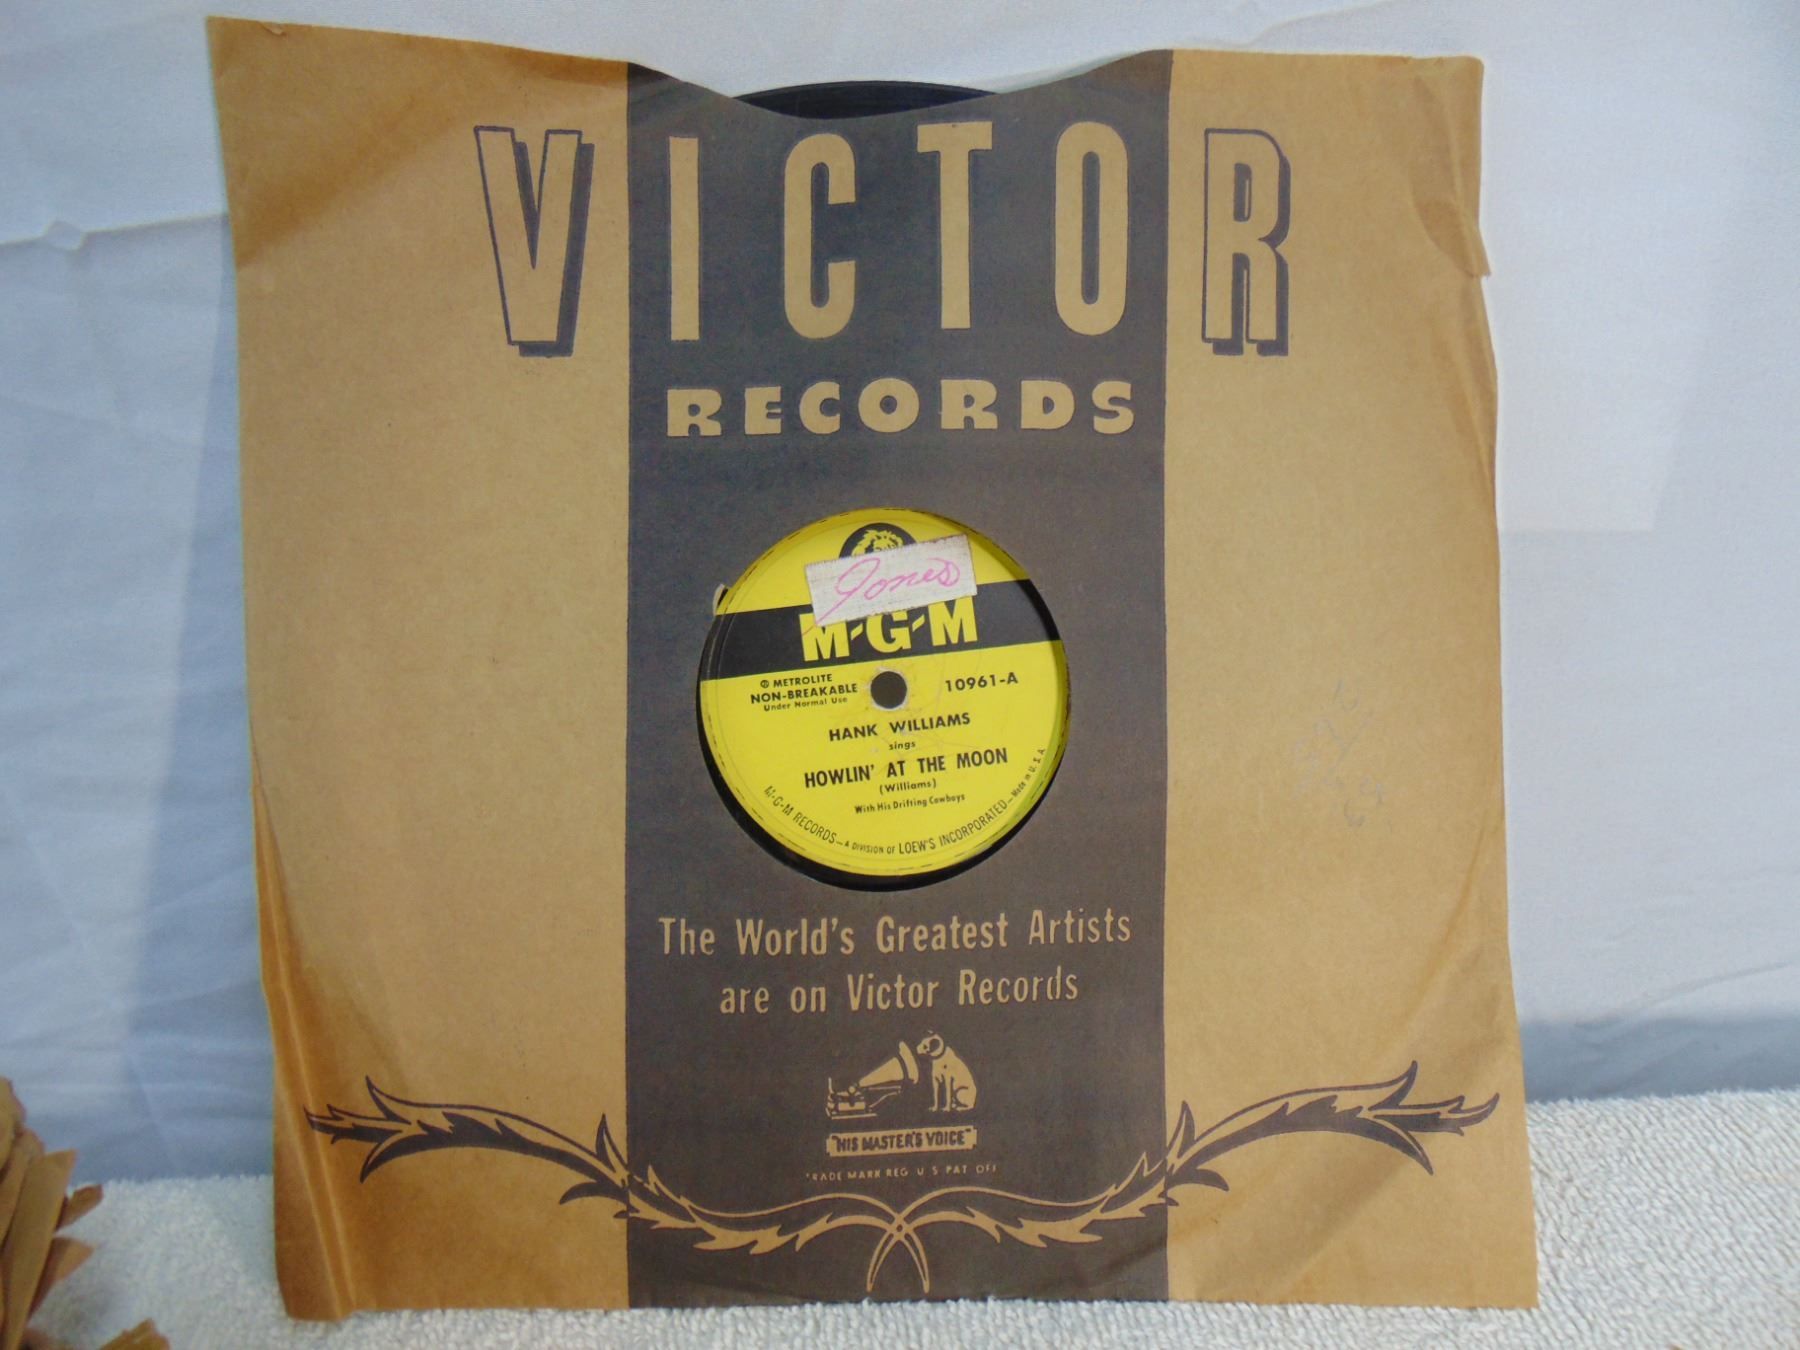 VICTOR
RECORDS
Jones
M-G-M
Ⓟ METROLITE
NON-BREAKABLE
Under Normal Use
10961-A
HANK WILLIAMS
sings
HOWLIN' AT THE MOON
(Williams)
With His Drifting Cowboys
M-G-M RECORDS—A DIVISION OF LOEW'S INCORPORATED—Made in U. S. A.
The World's Greatest Artists
are on Victor Records
"HIS MASTER'S VOICE"
TRADE MARK REG U S PAT OFF